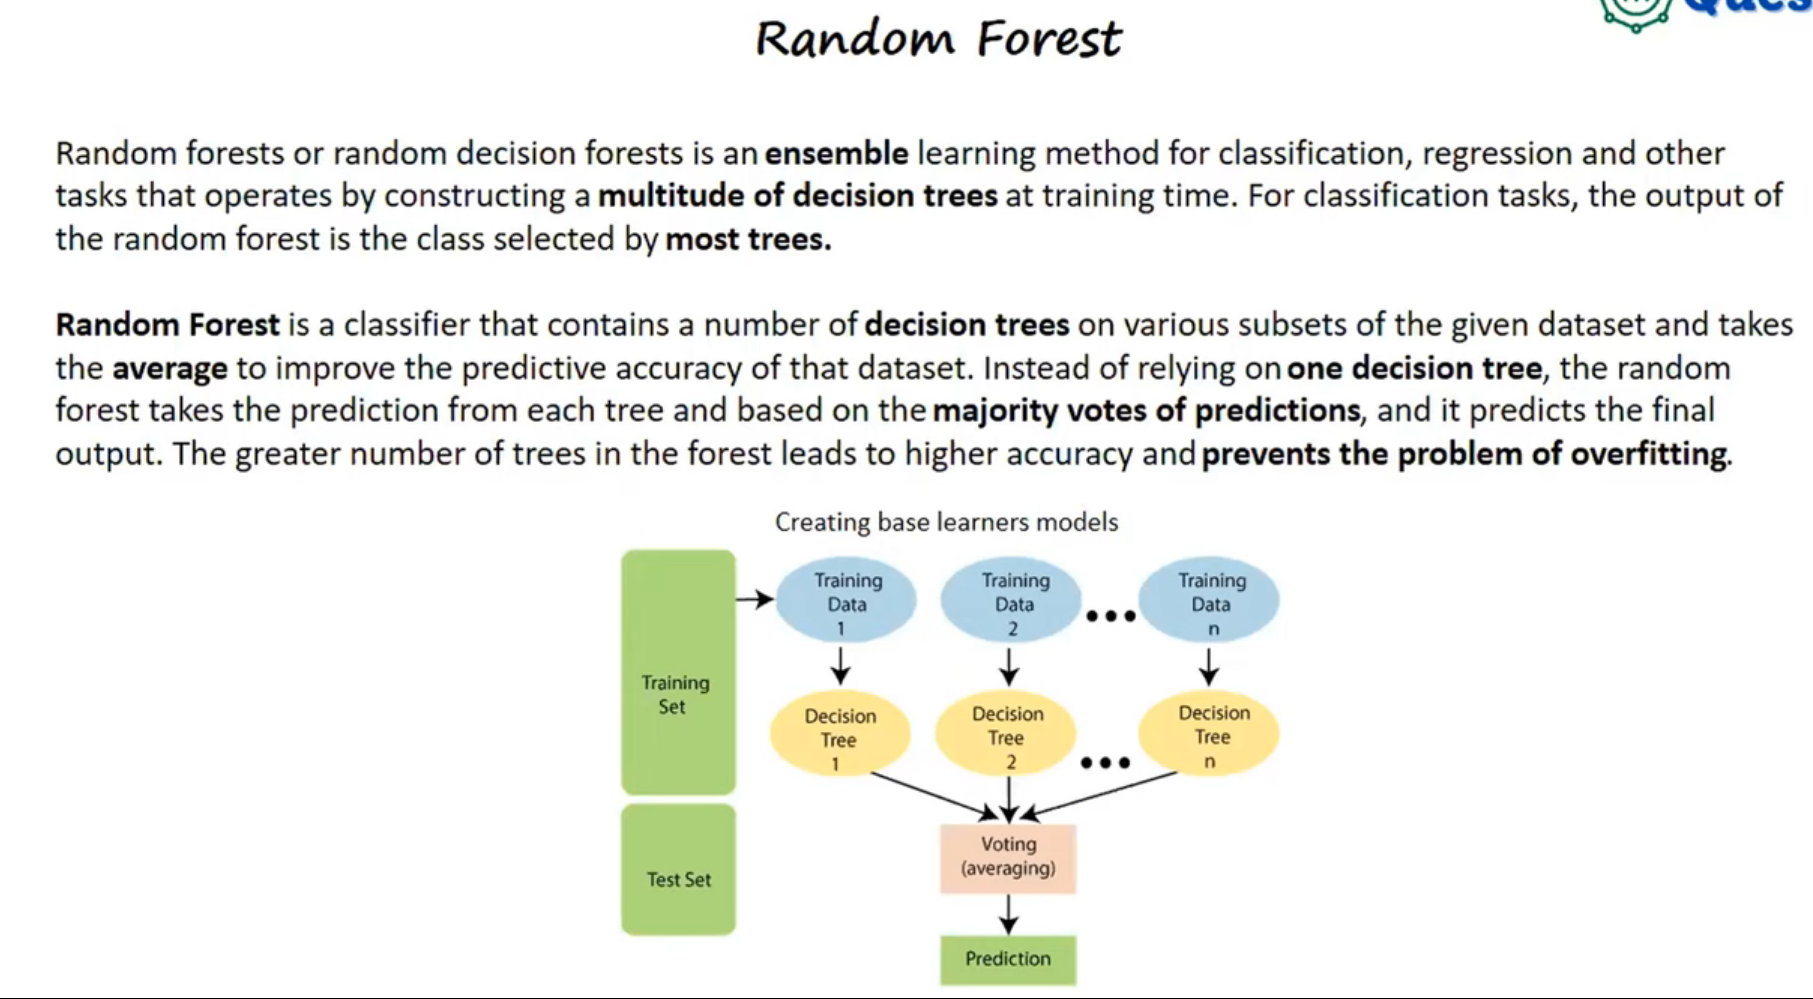 Random Forest
Random forests or random decision forests is an ensemble learning method for classification, regression and other
tasks that operates by constructing a multitude of decision trees at training time. For classification tasks, the output of
the random forest is the class selected by most trees.
Random Forest is a classifier that contains a number of decision trees on various subsets of the given dataset and takes
the average to improve the predictive accuracy of that dataset. Instead of relying on one decision tree, the random
forest takes the prediction from each tree and based on the majority votes of predictions, and it predicts the final
output. The greater number of trees in the forest leads to higher accuracy and prevents the problem of overfitting.
Creating base learners models
Training
Set
Test Set
Training
Data
1
Training
Data
2
Training
Data
n
Decision
Tree
1
Decision
Tree
2
Decision
Tree
n
Voting
(averaging)
Prediction